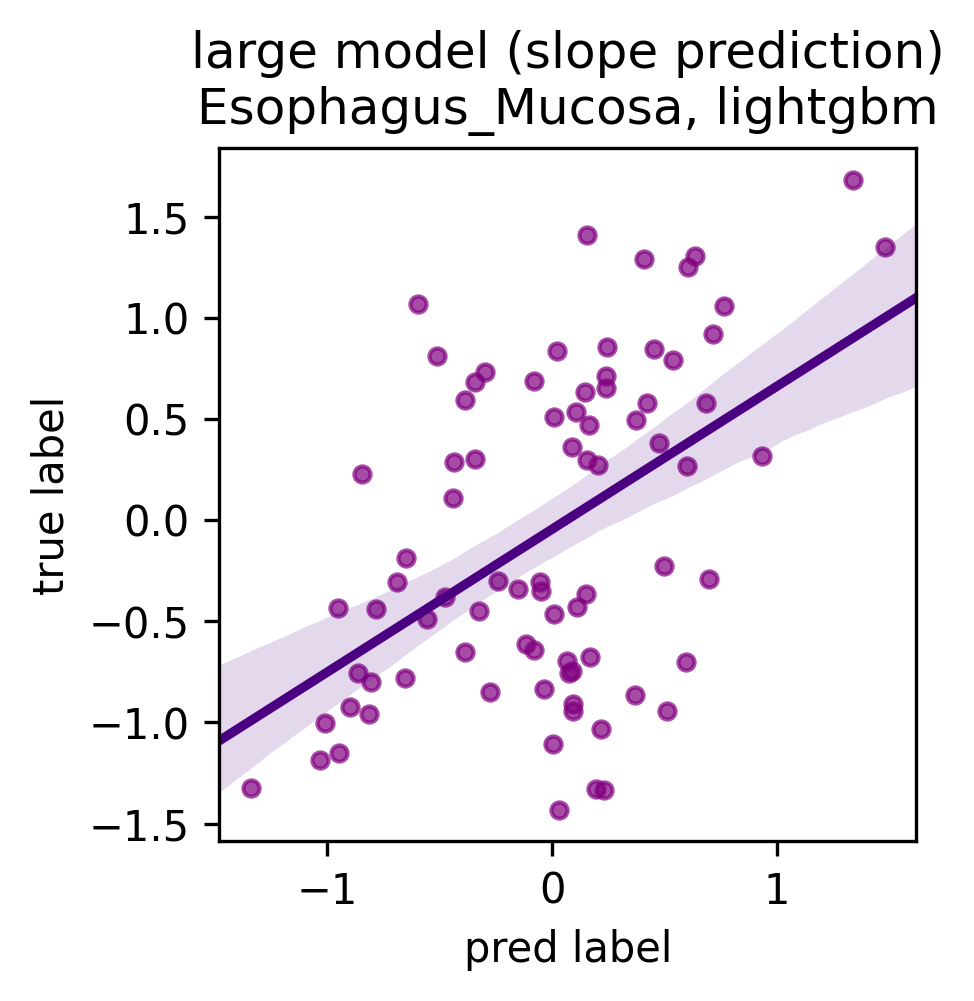 large model (slope prediction)
Esophagus_Mucosa, lightgbm
1.5
1.0
0.5
0.0
−0.5
−1.0
−1.5
true label
−1
0
1
pred label